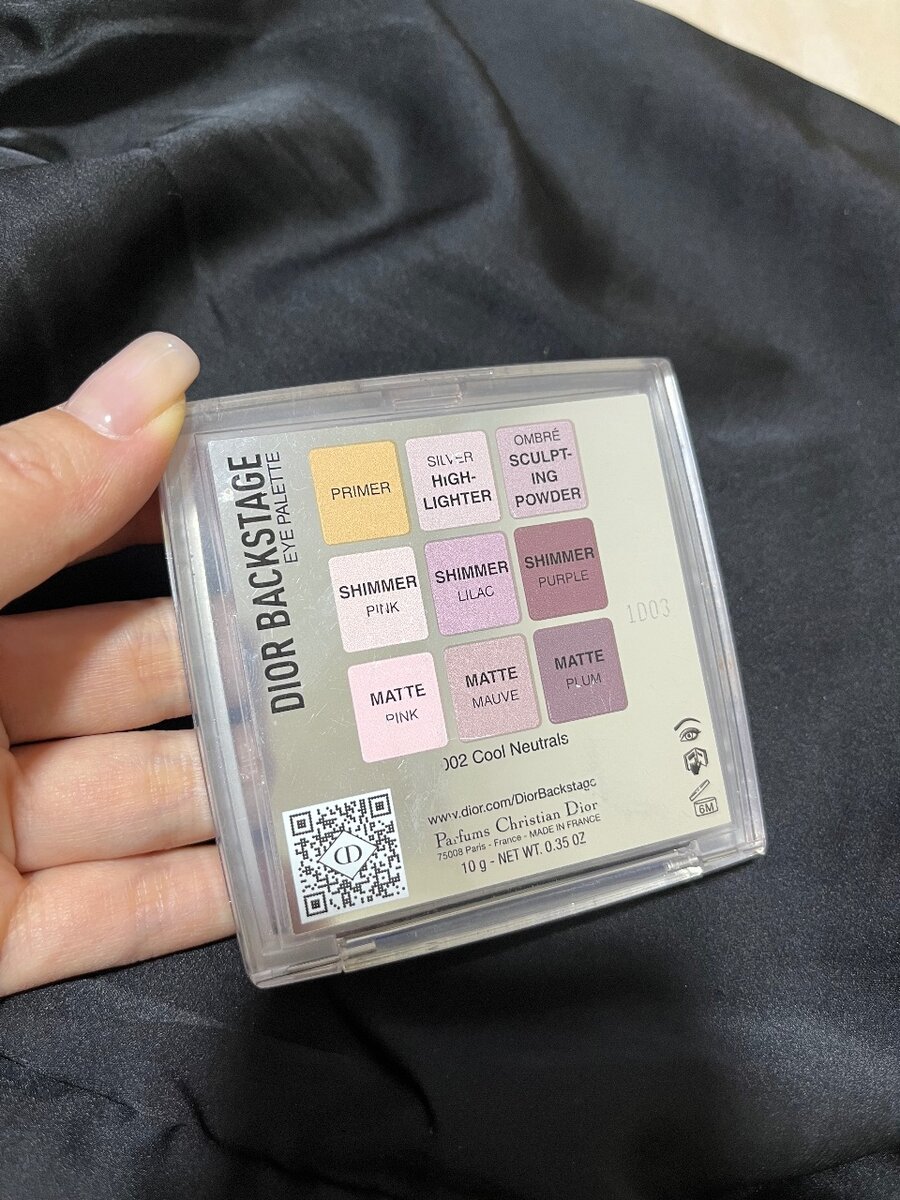 DIOR BACKSTAGE
EYE PALETTE
PRIMER
SILVER
HIGH-
LIGHTER
OMBRÉ
SCULPT-
ING
POWDER
SHIMMER
PINK
SHIMMER
LILAC
SHIMMER
PURPLE
MATTE
PINK
MATTE
MAUVE
MATTE
PLUM
1D03
002 Cool Neutrals
www.dior.com/DiorBackstage
Parfums Christian Dior
75008 Paris - France - MADE IN FRANCE
10 g - NET WT. 0.35 OZ
CD
6M